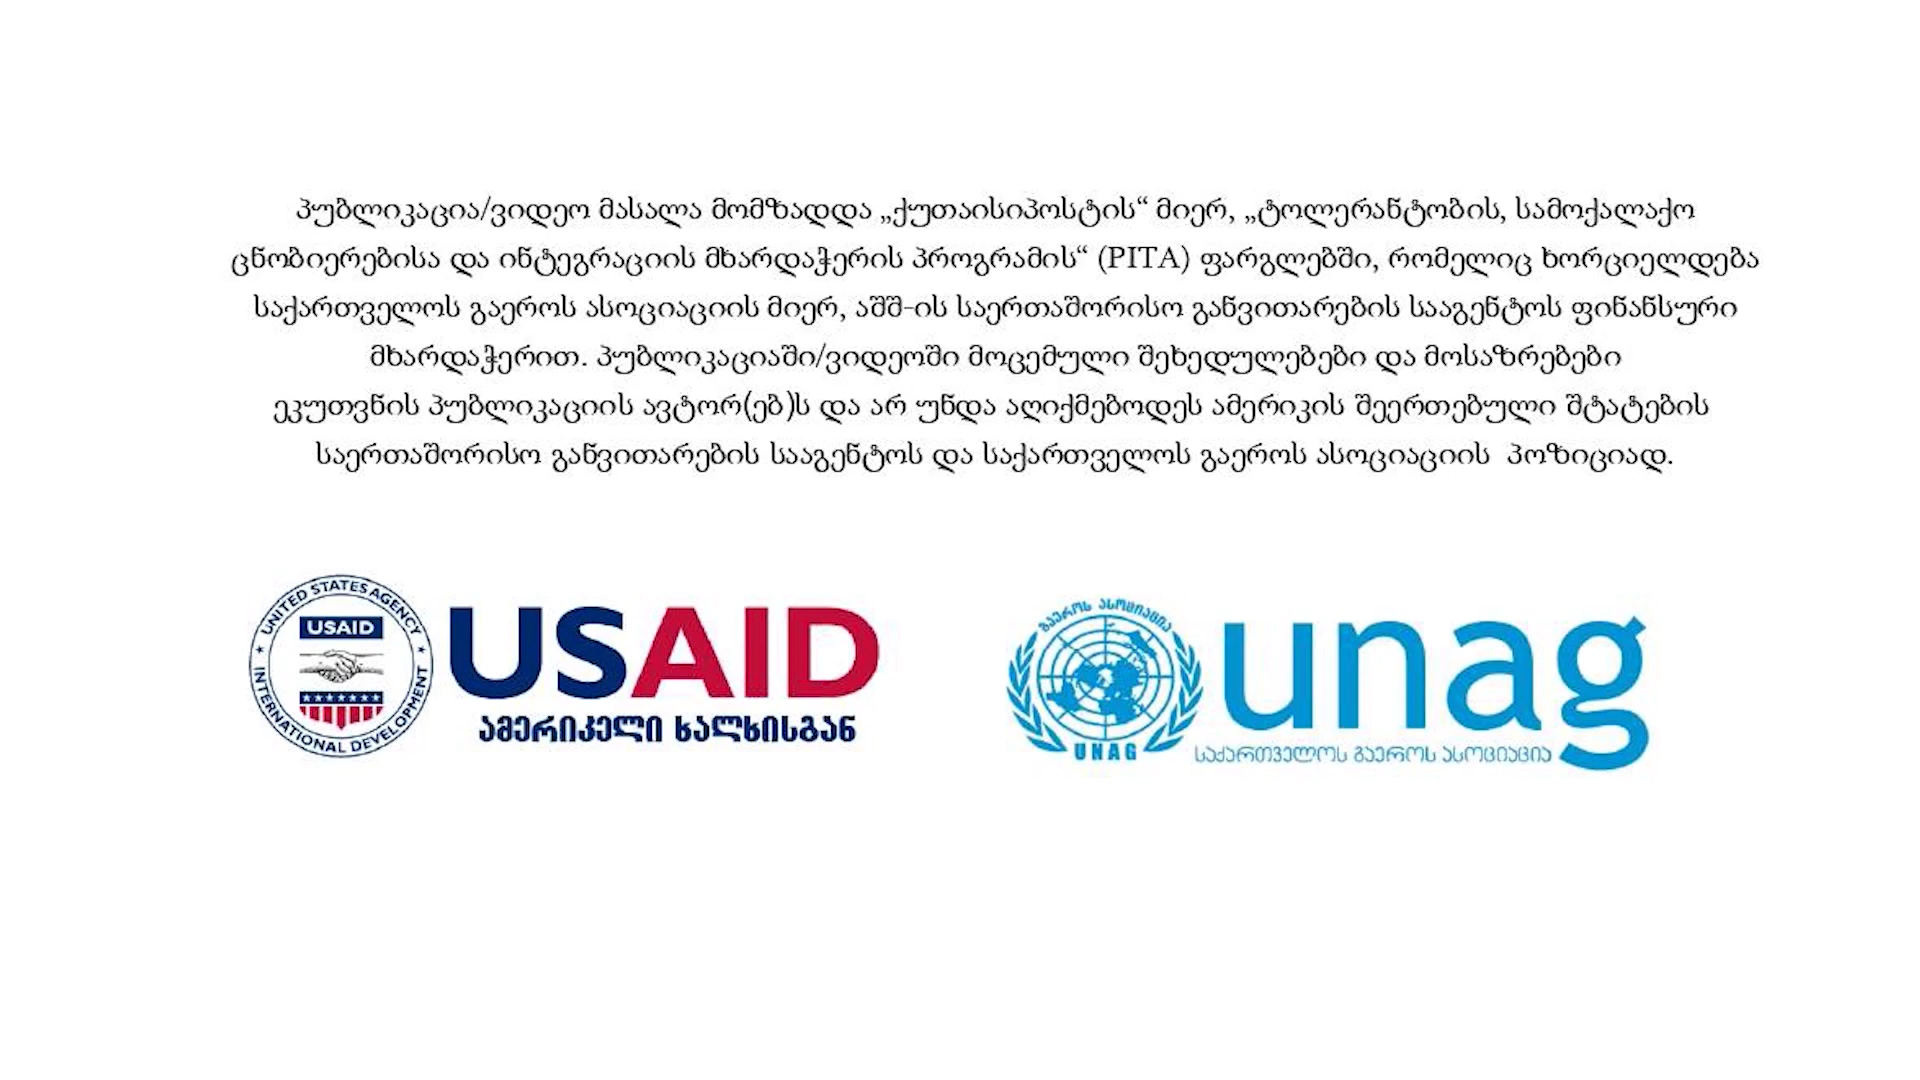 პუბლიკაცია/ვიდეო მასალა მომზადდა „ქუთაისიპოსტის“ მიერ, „ტოლერანტობის, სამოქალაქო
ცნობიერებისა და ინტეგრაციის მხარდაჭერის პროგრამის“ (PITA) ფარგლებში, რომელიც ხორციელდება
საქართველოს გაეროს ასოციაციის მიერ, აშშ-ის საერთაშორისო განვითარების სააგენტოს ფინანსური
მხარდაჭერით. პუბლიკაციაში/ვიდეოში მოცემული შეხედულებები და მოსაზრებები
ეკუთვნის პუბლიკაციის ავტორ(ებ)ს და არ უნდა აღიქმებოდეს ამერიკის შეერთებული შტატების
საერთაშორისო განვითარების სააგენტოს და საქართველოს გაეროს ასოციაციის პოზიციად.
UNITED STATES AGENCY
USAID
INTERNATIONAL DEVELOPMENT
USAID
ამერიკელი ხალხისგან
გაეროს ასოციაცია
UNAG
unag
საქართველოს გაეროს ასოციაცია